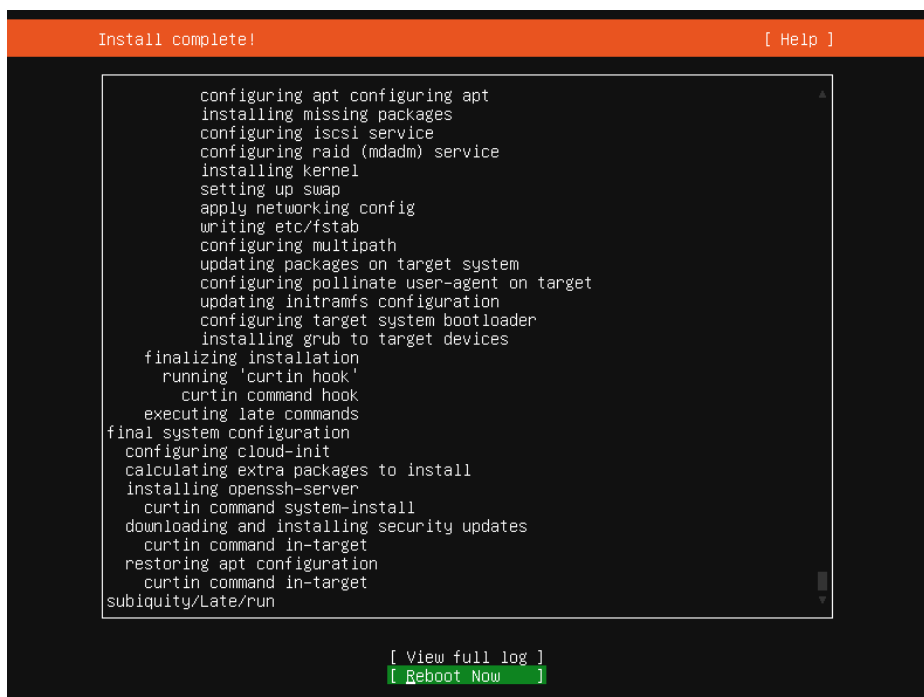 Install complete!
[ Help ]
configuring apt configuring apt
installing missing packages
configuring iscsi service
configuring raid (mdadm) service
installing kernel
setting up swap
apply networking config
writing etc/fstab
configuring multipath
updating packages on target system
configuring pollinate user-agent on target
updating initramfs configuration
configuring target system bootloader
installing grub to target devices
finalizing installation
running 'curtin hook'
curtin command hook
executing late commands
final system configuration
configuring cloud-init
calculating extra packages to install
installing openssh-server
curtin command system-install
downloading and installing security updates
curtin command in-target
restoring apt configuration
curtin command in-target
subiquity/Late/run
[ View full log ]
[ Reboot Now ]